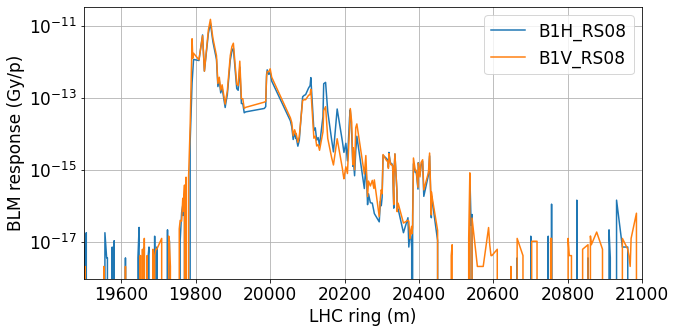 B1H_RS08
B1V_RS08
BLM response (Gy/p)
10⁻¹¹
10⁻¹³
10⁻¹⁵
10⁻¹⁷
19600 19800 20000 20200 20400 20600 20800 21000
LHC ring (m)